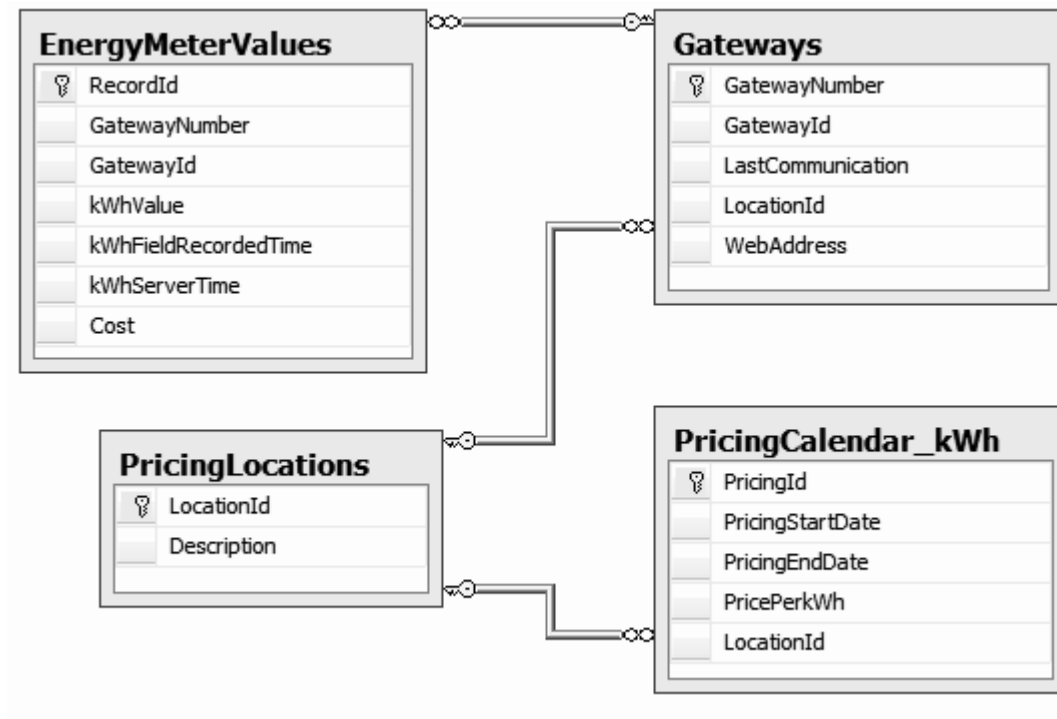 EnergyMeterValues
RecordId
GatewayNumber
GatewayId
kWhValue
kWhFieldRecordedTime
kWhServerTime
Cost
Gateways
GatewayNumber
GatewayId
LastCommunication
LocationId
WebAddress
PricingLocations
LocationId
Description
PricingCalendar_kWh
PricingId
PricingStartDate
PricingEndDate
PricePerkWh
LocationId